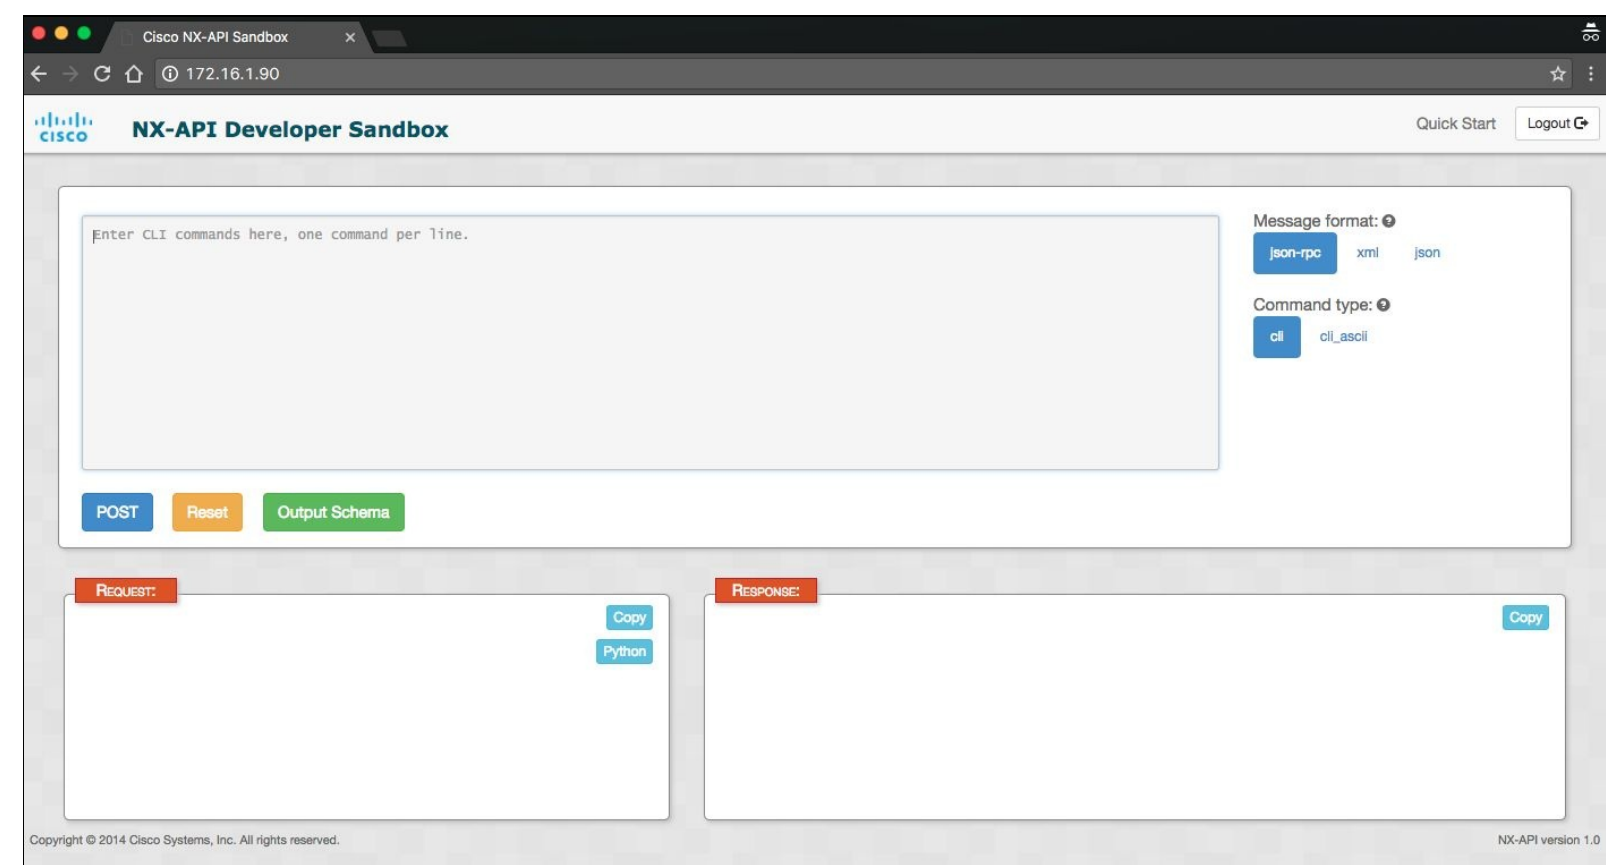 Cisco NX-API Sandbox
172.16.1.90
CISCO
NX-API Developer Sandbox
Quick Start
Logout
Enter CLI commands here, one command per line.
Message format:
json-rpc xml json
Command type:
cli cli_ascii
POST Reset Output Schema
REQUEST:
Copy
Python
RESPONSE:
Copy
Copyright © 2014 Cisco Systems, Inc. All rights reserved.
NX-API version 1.0